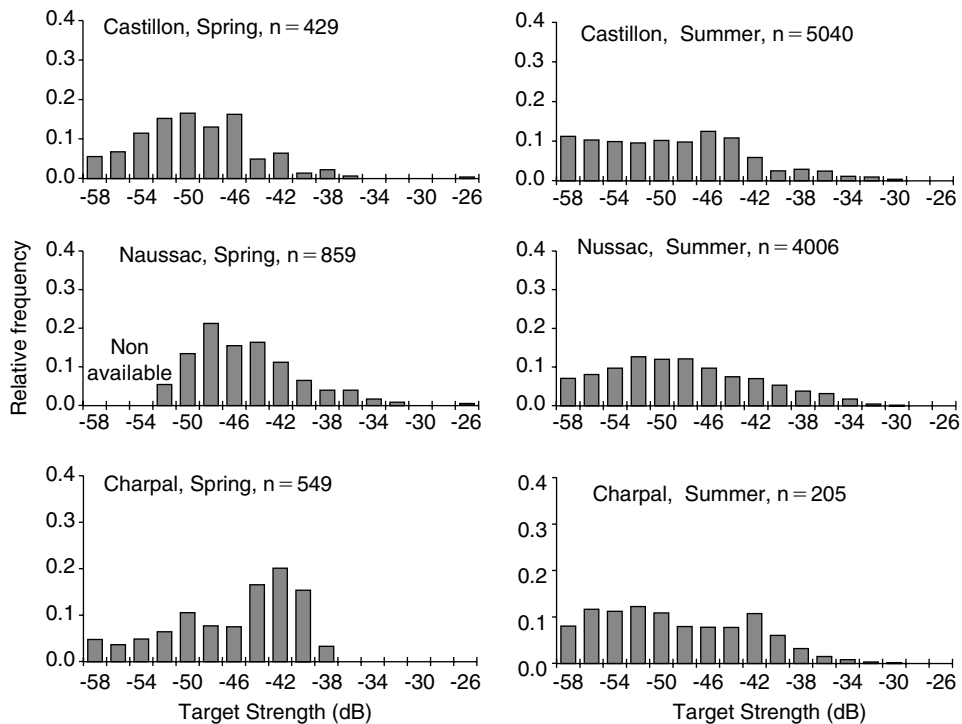 Castillon, Spring, n = 429
0.4
0.3
0.2
0.1
0.0
-58 -54 -50 -46 -42 -38 -34 -30 -26
Castillon, Summer, n = 5040
0.4
0.3
0.2
0.1
0.0
-58 -54 -50 -46 -42 -38 -34 -30 -26
Relative frequency
Naussac, Spring, n = 859
0.4
0.3
0.2
0.1
0.0
Non
available
-58 -54 -50 -46 -42 -38 -34 -30 -26
Nussac, Summer, n = 4006
0.4
0.3
0.2
0.1
0.0
-58 -54 -50 -46 -42 -38 -34 -30 -26
Charpal, Spring, n = 549
0.4
0.3
0.2
0.1
0.0
-58 -54 -50 -46 -42 -38 -34 -30 -26
Target Strength (dB)
Charpal, Summer, n = 205
0.4
0.3
0.2
0.1
0.0
-58 -54 -50 -46 -42 -38 -34 -30 -26
Target Strength (dB)